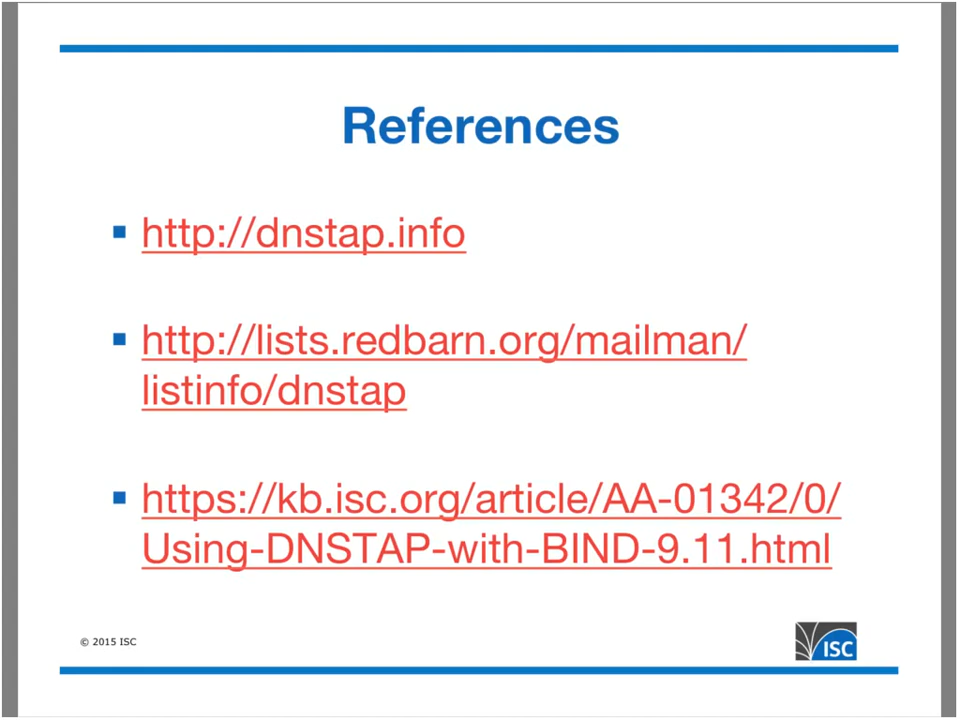 References
http://dnstap.info
http://lists.redbarn.org/mailman/
listinfo/dnstap
https://kb.isc.org/article/AA-01342/0/
Using-DNSTAP-with-BIND-9.11.html
© 2015 ISC
ISC